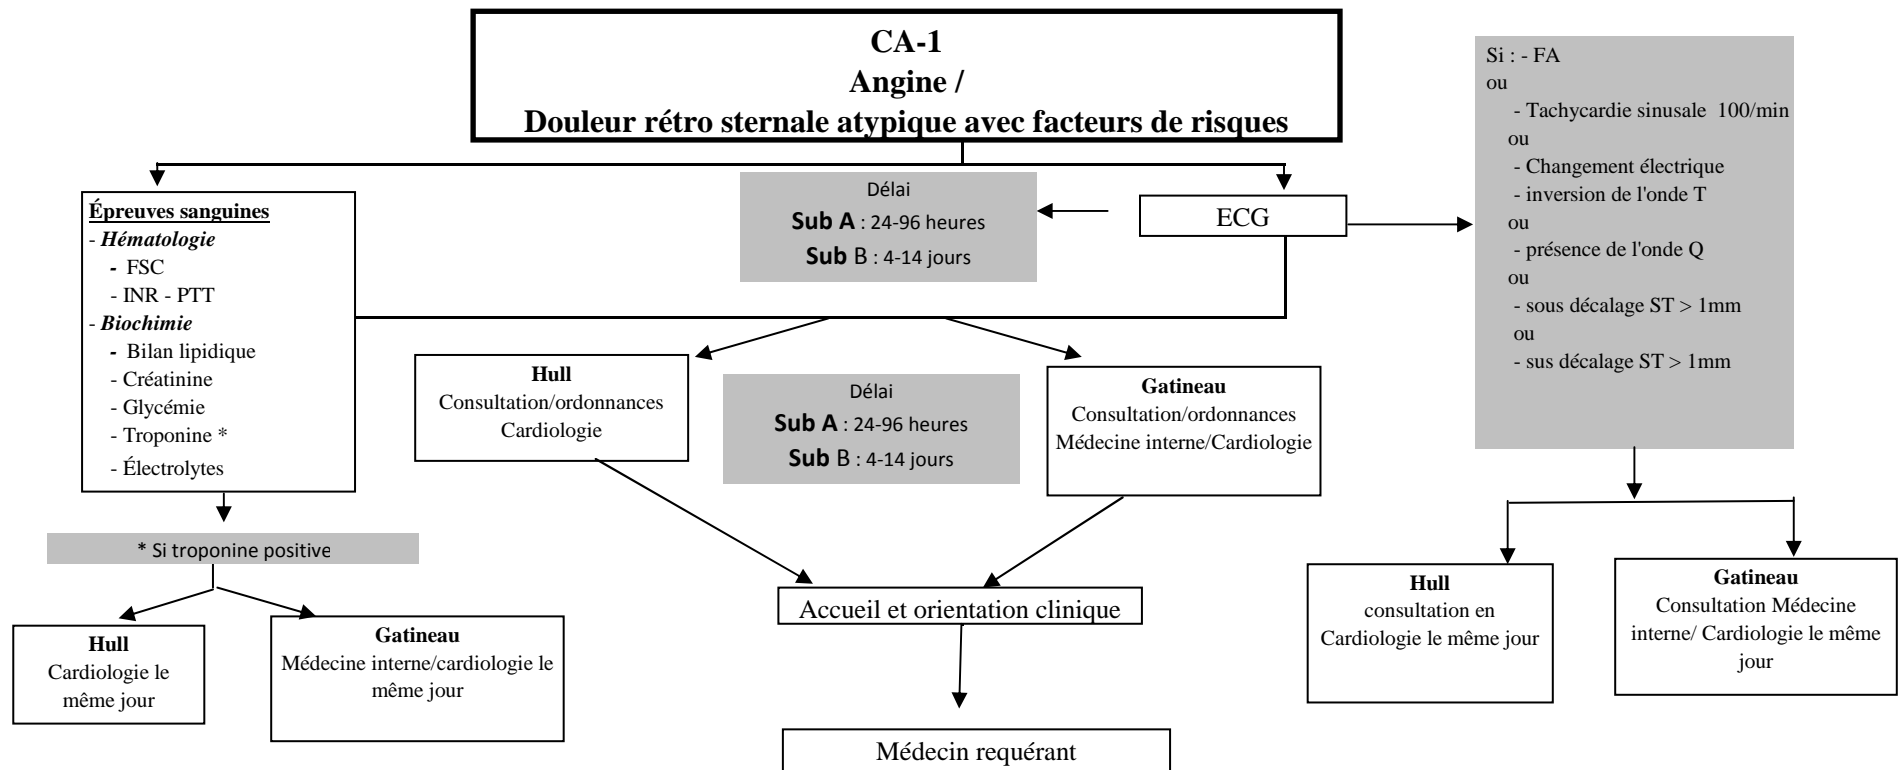 CA-1
Angine /
Douleur rétro sternale atypique avec facteurs de risques
Si : - FA
ou
- Tachycardie sinusale 100/min
ou
- Changement électrique
- inversion de l'onde T
ou
- présence de l'onde Q
ou
- sous décalage ST > 1mm
ou
- sus décalage ST > 1mm
Épreuves sanguines
- Hématologie
- FSC
- INR - PTT
- Biochimie
- Bilan lipidique
- Créatinine
- Glycémie
- Troponine *
- Électrolytes
Délai
Sub A : 24-96 heures
Sub B : 4-14 jours
ECG
Hull
Consultation/ordonnances
Cardiologie
Délai
Sub A : 24-96 heures
Sub B : 4-14 jours
Gatineau
Consultation/ordonnances
Médecine interne/Cardiologie
* Si troponine positive
Hull
Cardiologie le
même jour
Gatineau
Médecine interne/cardiologie le
même jour
Accueil et orientation clinique
Médecin requérant
Hull
consultation en
Cardiologie le même jour
Gatineau
Consultation Médecine
interne/ Cardiologie le même
jour